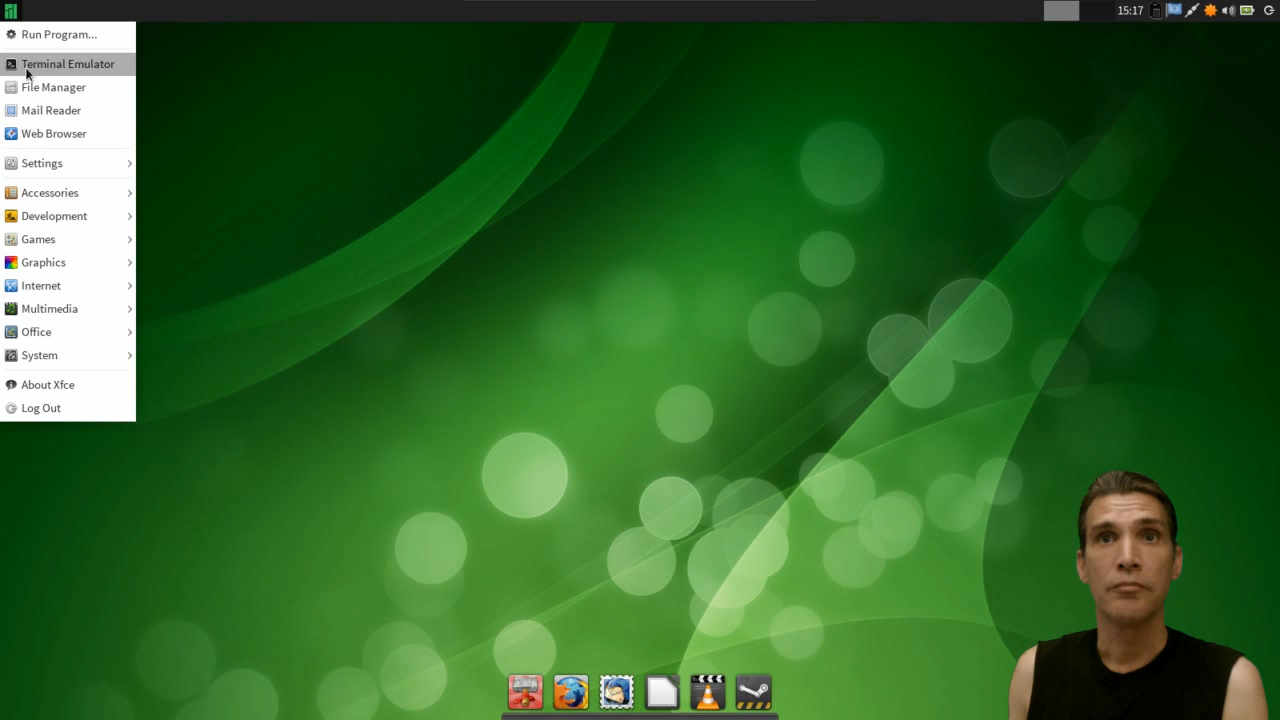 15:17
Run Program...
Terminal Emulator
File Manager
Mail Reader
Web Browser
Settings
Accessories
Development
Games
Graphics
Internet
Multimedia
Office
System
About Xfce
Log Out